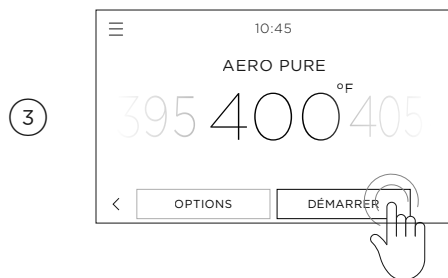 10:45
AERO PURE
395 400°F 405
3
OPTIONS DÉMARRER